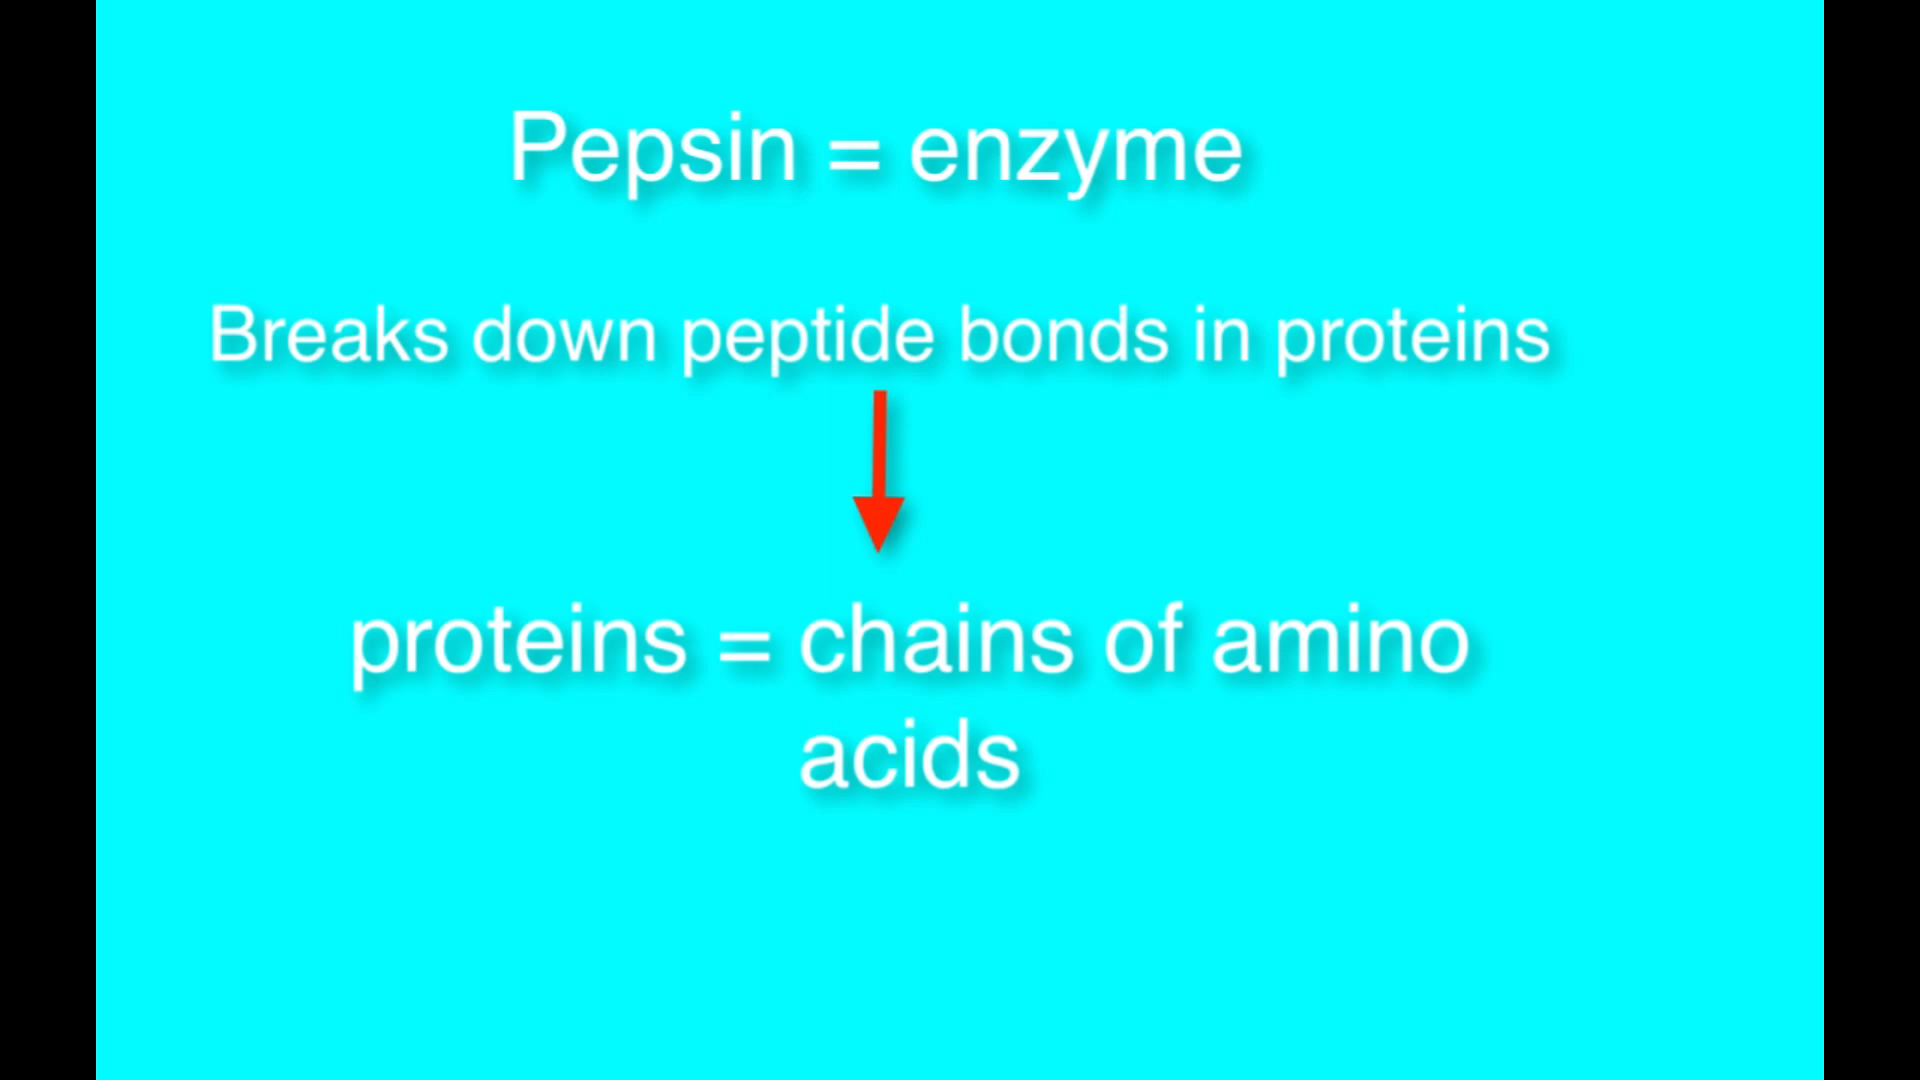 Pepsin = enzyme
Breaks down peptide bonds in proteins
proteins = chains of amino
acids